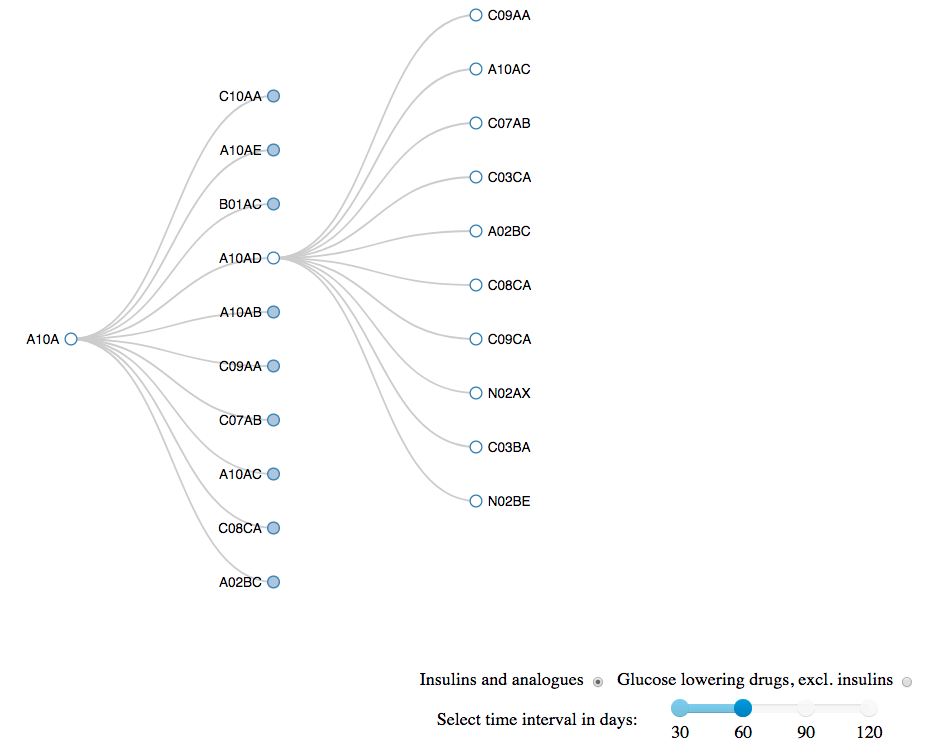 A10A
C10AA
A10AE
B01AC
A10AD
A10AB
C09AA
C07AB
A10AC
C08CA
A02BC
C09AA
A10AC
C07AB
C03CA
A02BC
C08CA
C09CA
N02AX
C03BA
N02BE
Insulins and analogues Glucose lowering drugs, excl. insulins
Select time interval in days:
30 60 90 120